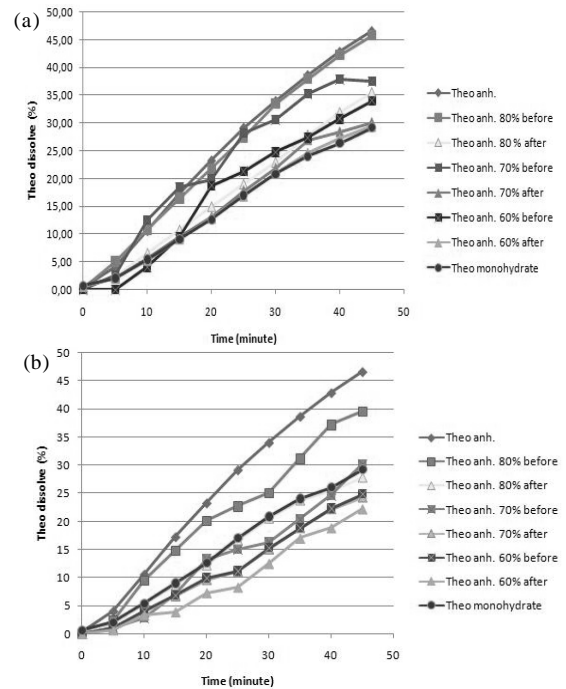 (a)
50,00
45,00
40,00
35,00
30,00
25,00
20,00
15,00
10,00
5,00
0,00
Theo dissolve (%)
0 10 20 30 40 50
Time (minute)
Theo anh.
Theo anh. 80% before
Theo anh. 80% after
Theo anh. 70% before
Theo anh. 70% after
Theo anh. 60% before
Theo anh. 60% after
Theo monohydrate
(b)
50
45
40
35
30
25
20
15
10
5
0
Theo dissolve (%)
0 10 20 30 40 50
Time (minute)
Theo anh.
Theo anh. 80% before
Theo anh. 80% after
Theo anh. 70% before
Theo anh. 70% after
Theo anh. 60% before
Theo anh. 60% after
Theo monohydrate